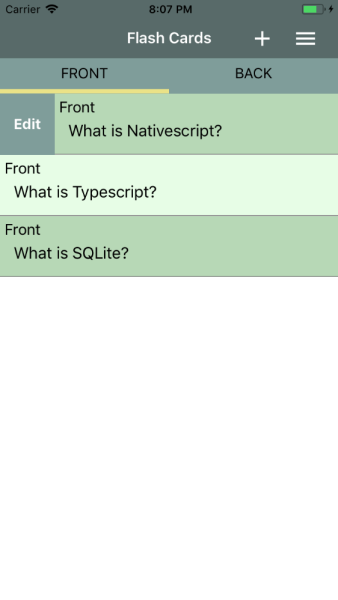 Carrier 8:07 PM
Flash Cards
FRONT BACK
Front
Edit
What is Nativescript?
Front
What is Typescript?
Front
What is SQLite?